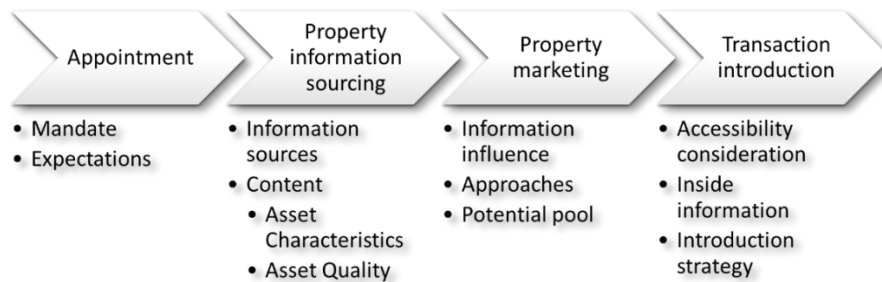 Appointment
• Mandate
• Expectations
Property
information
sourcing
• Information
sources
• Content
• Asset
Characteristics
• Asset Quality
Property
marketing
• Information
influence
• Approaches
• Potential pool
Transaction
introduction
• Accessibility
consideration
• Inside
information
• Introduction
strategy